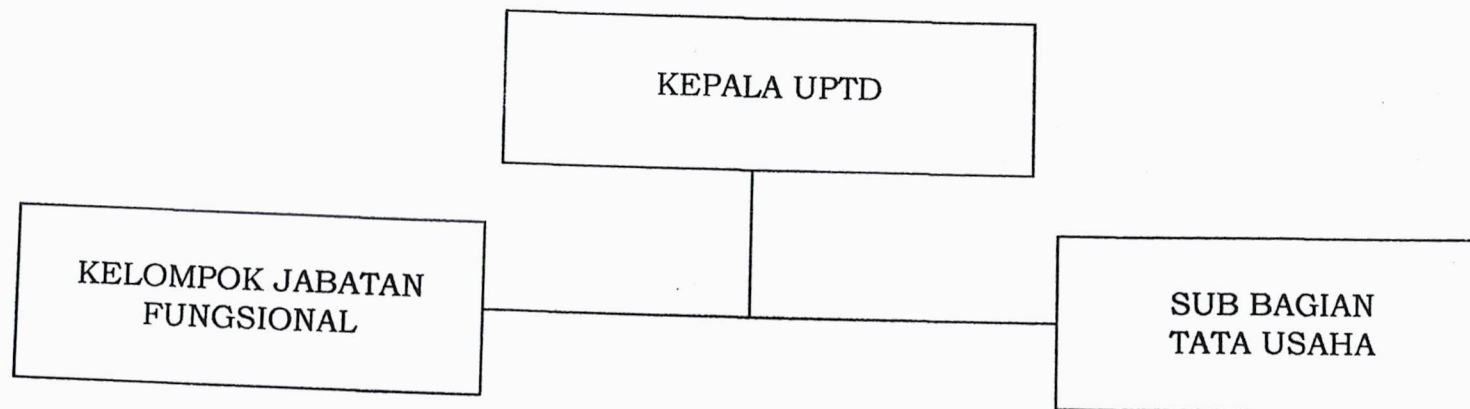 KEPALA UPTD
KELOMPOK JABATAN
FUNGSIONAL
SUB BAGIAN
TATA USAHA